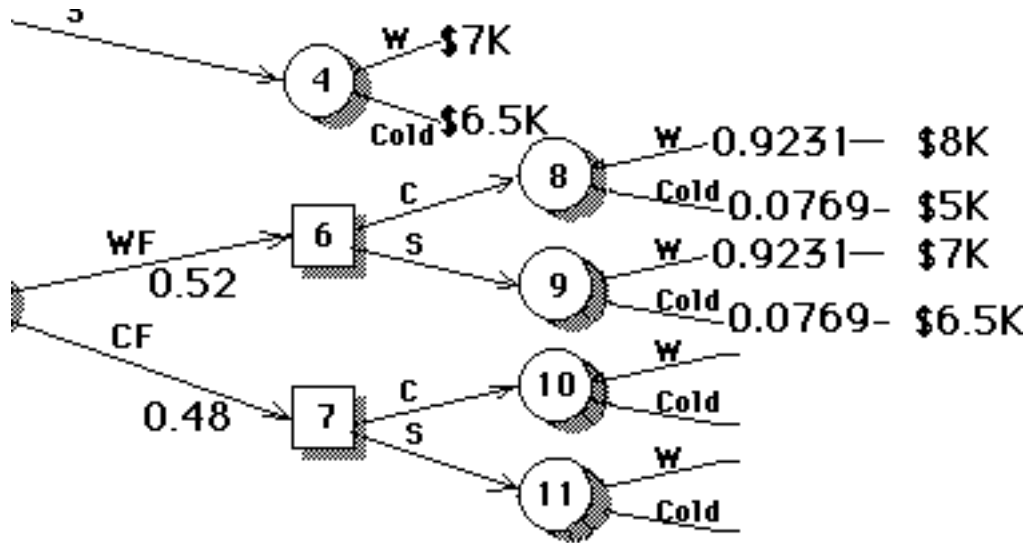 S
4
W $7K
Cold $6.5K
WF
0.52
6
C
S
8
W 0.9231 — $8K
Cold 0.0769 - $5K
9
W 0.9231 — $7K
Cold 0.0769 - $6.5K
CF
0.48
7
C
S
10
W
Cold
11
W
Cold